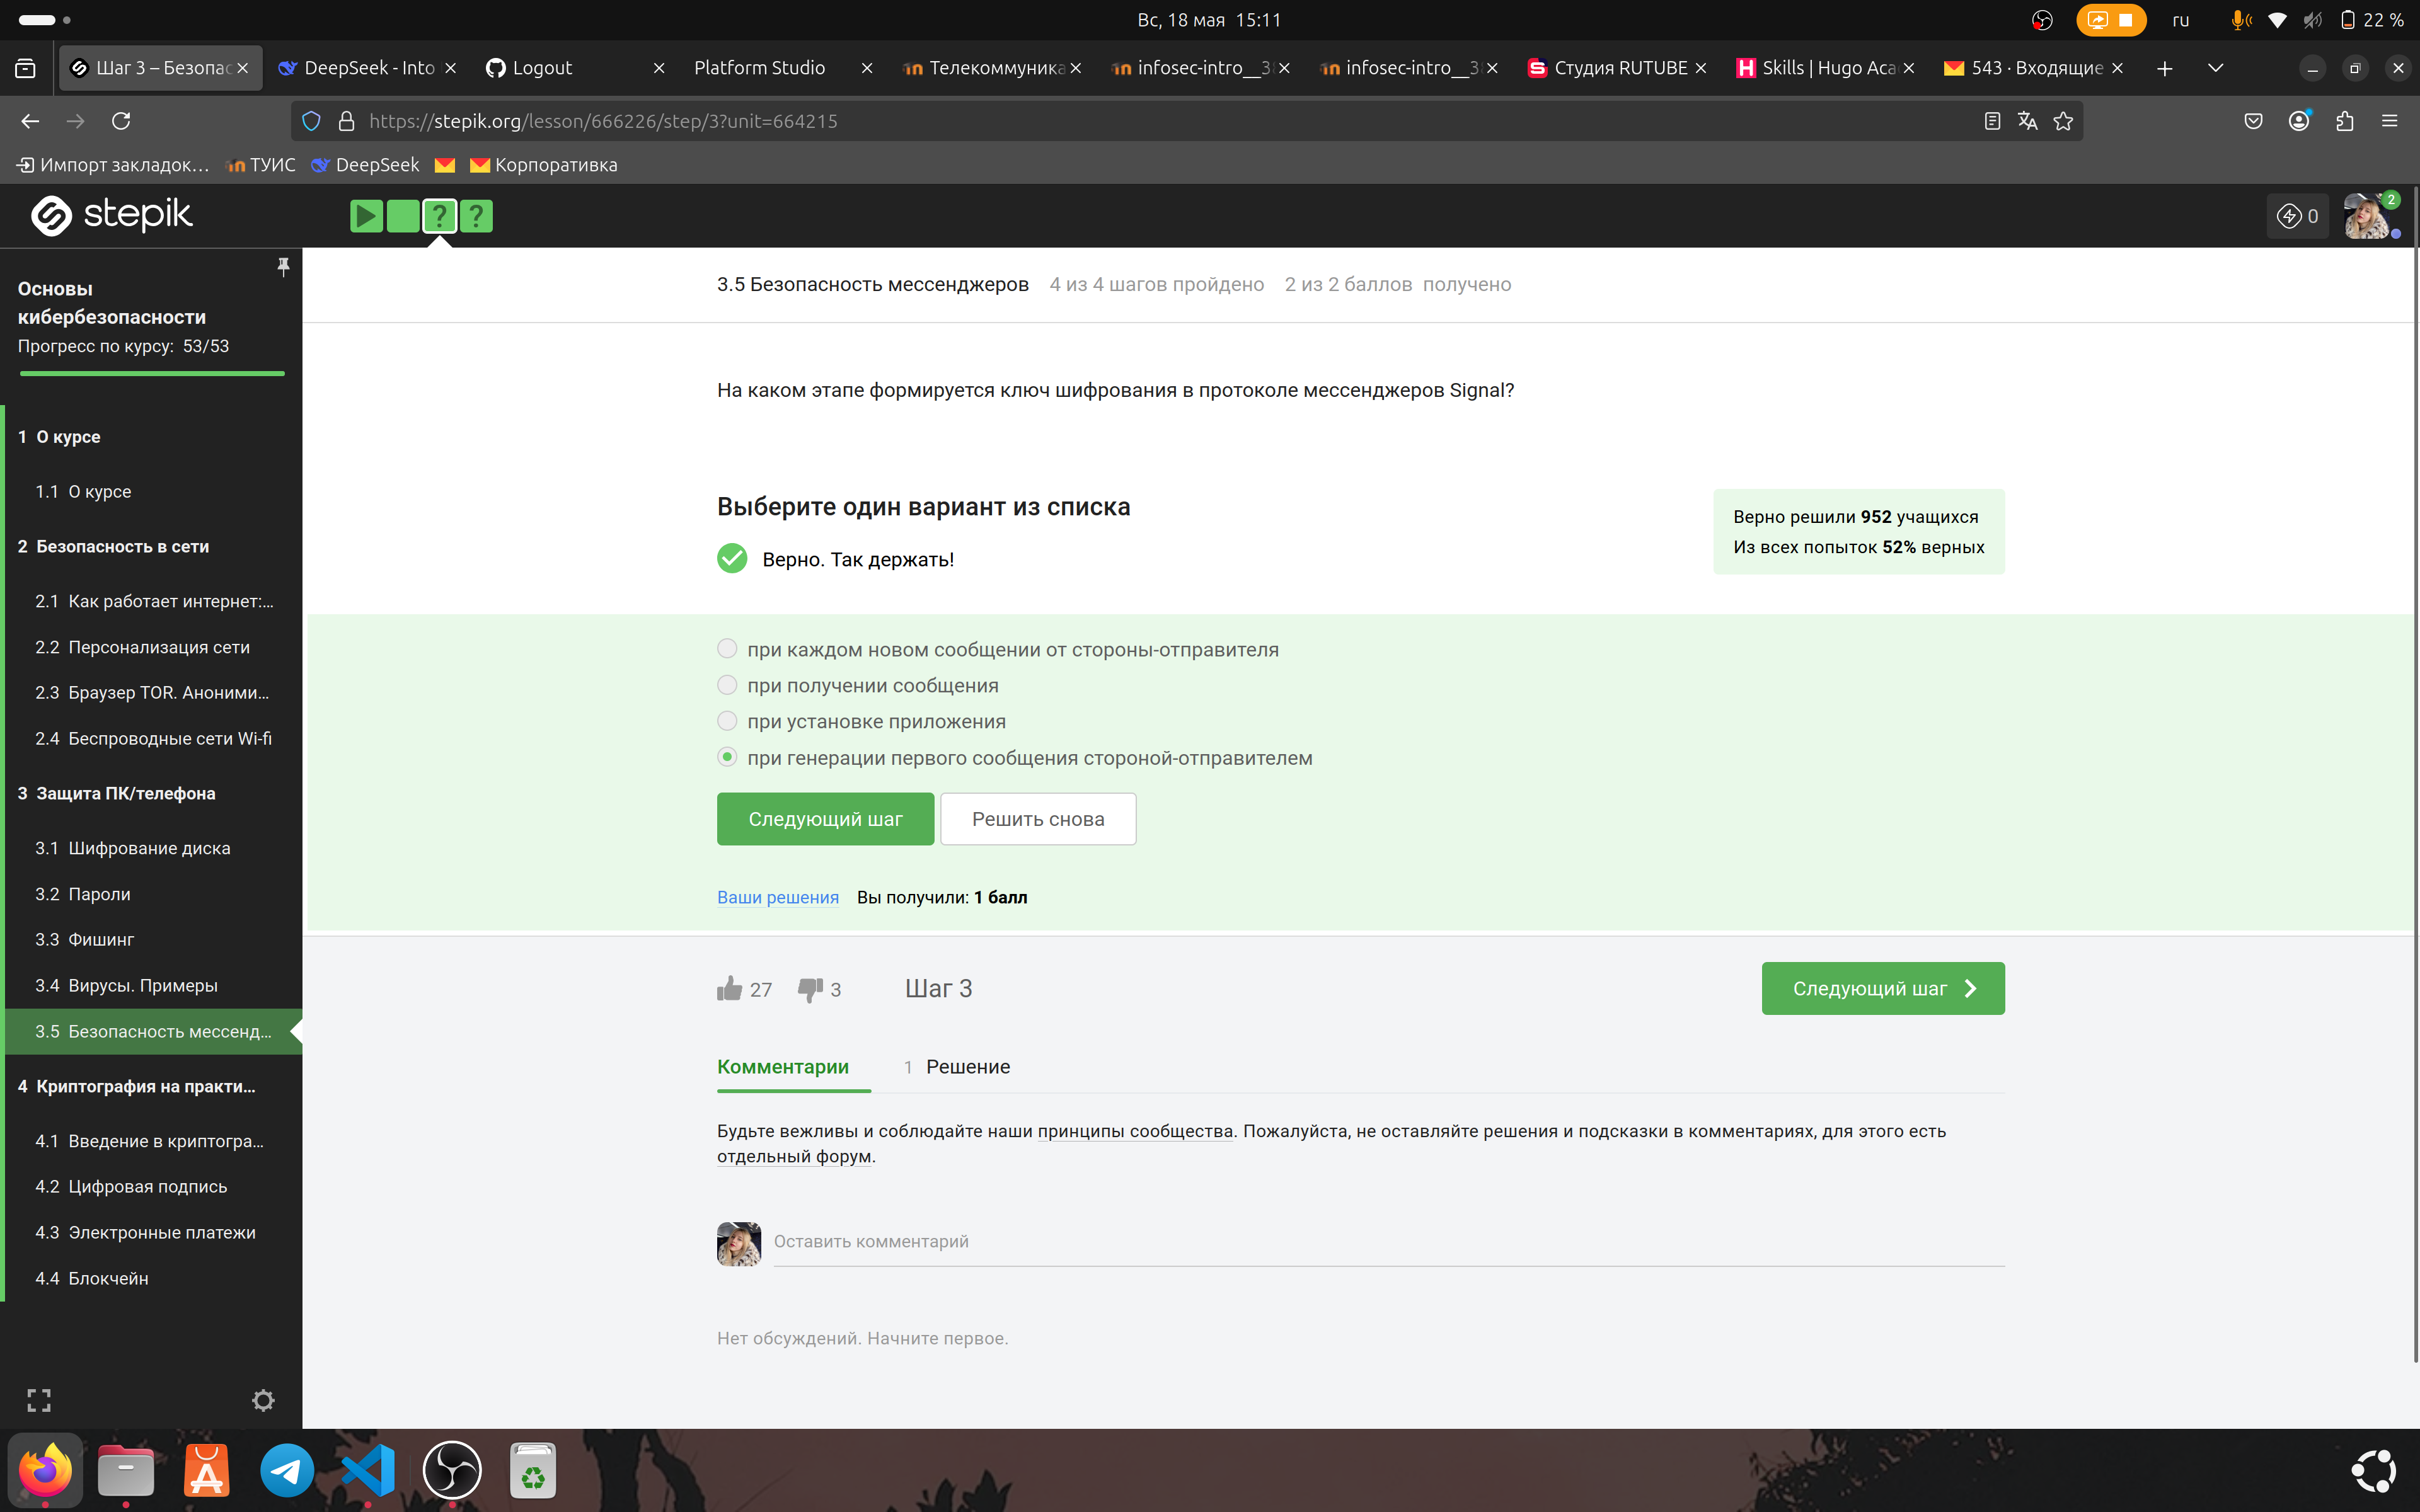 Вс, 18 мая 15:11
ru
22 %
Шаг 3 – Безопас
DeepSeek - Into
Logout
Platform Studio
Телекоммуника
infosec-intro__3
infosec-intro__3
Студия RUTUBE
Skills | Hugo Aca
543 · Входящие
https://stepik.org/lesson/666226/step/3?unit=664215
Импорт закладок…
ТУИС
DeepSeek
Корпоративка
stepik
? ?
0
2
Основы
кибербезопасности
Прогресс по курсу: 53/53
1 О курсе
1.1 О курсе
2 Безопасность в сети
2.1 Как работает интернет:...
2.2 Персонализация сети
2.3 Браузер TOR. Аноними...
2.4 Беспроводные сети Wi-fi
3 Защита ПК/телефона
3.1 Шифрование диска
3.2 Пароли
3.3 Фишинг
3.4 Вирусы. Примеры
3.5 Безопасность мессенд...
4 Криптография на практи...
4.1 Введение в криптогра...
4.2 Цифровая подпись
4.3 Электронные платежи
4.4 Блокчейн
3.5 Безопасность мессенджеров 4 из 4 шагов пройдено 2 из 2 баллов получено
На каком этапе формируется ключ шифрования в протоколе мессенджеров Signal?
Выберите один вариант из списка
Верно. Так держать!
Верно решили 952 учащихся
Из всех попыток 52% верных
при каждом новом сообщении от стороны-отправителя
при получении сообщения
при установке приложения
при генерации первого сообщения стороной-отправителем
Следующий шаг
Решить снова
Ваши решения Вы получили: 1 балл
27 3 Шаг 3
Следующий шаг
Комментарии 1 Решение
Будьте вежливы и соблюдайте наши принципы сообщества. Пожалуйста, не оставляйте решения и подсказки в комментариях, для этого есть
отдельный форум.
Оставить комментарий
Нет обсуждений. Начните первое.